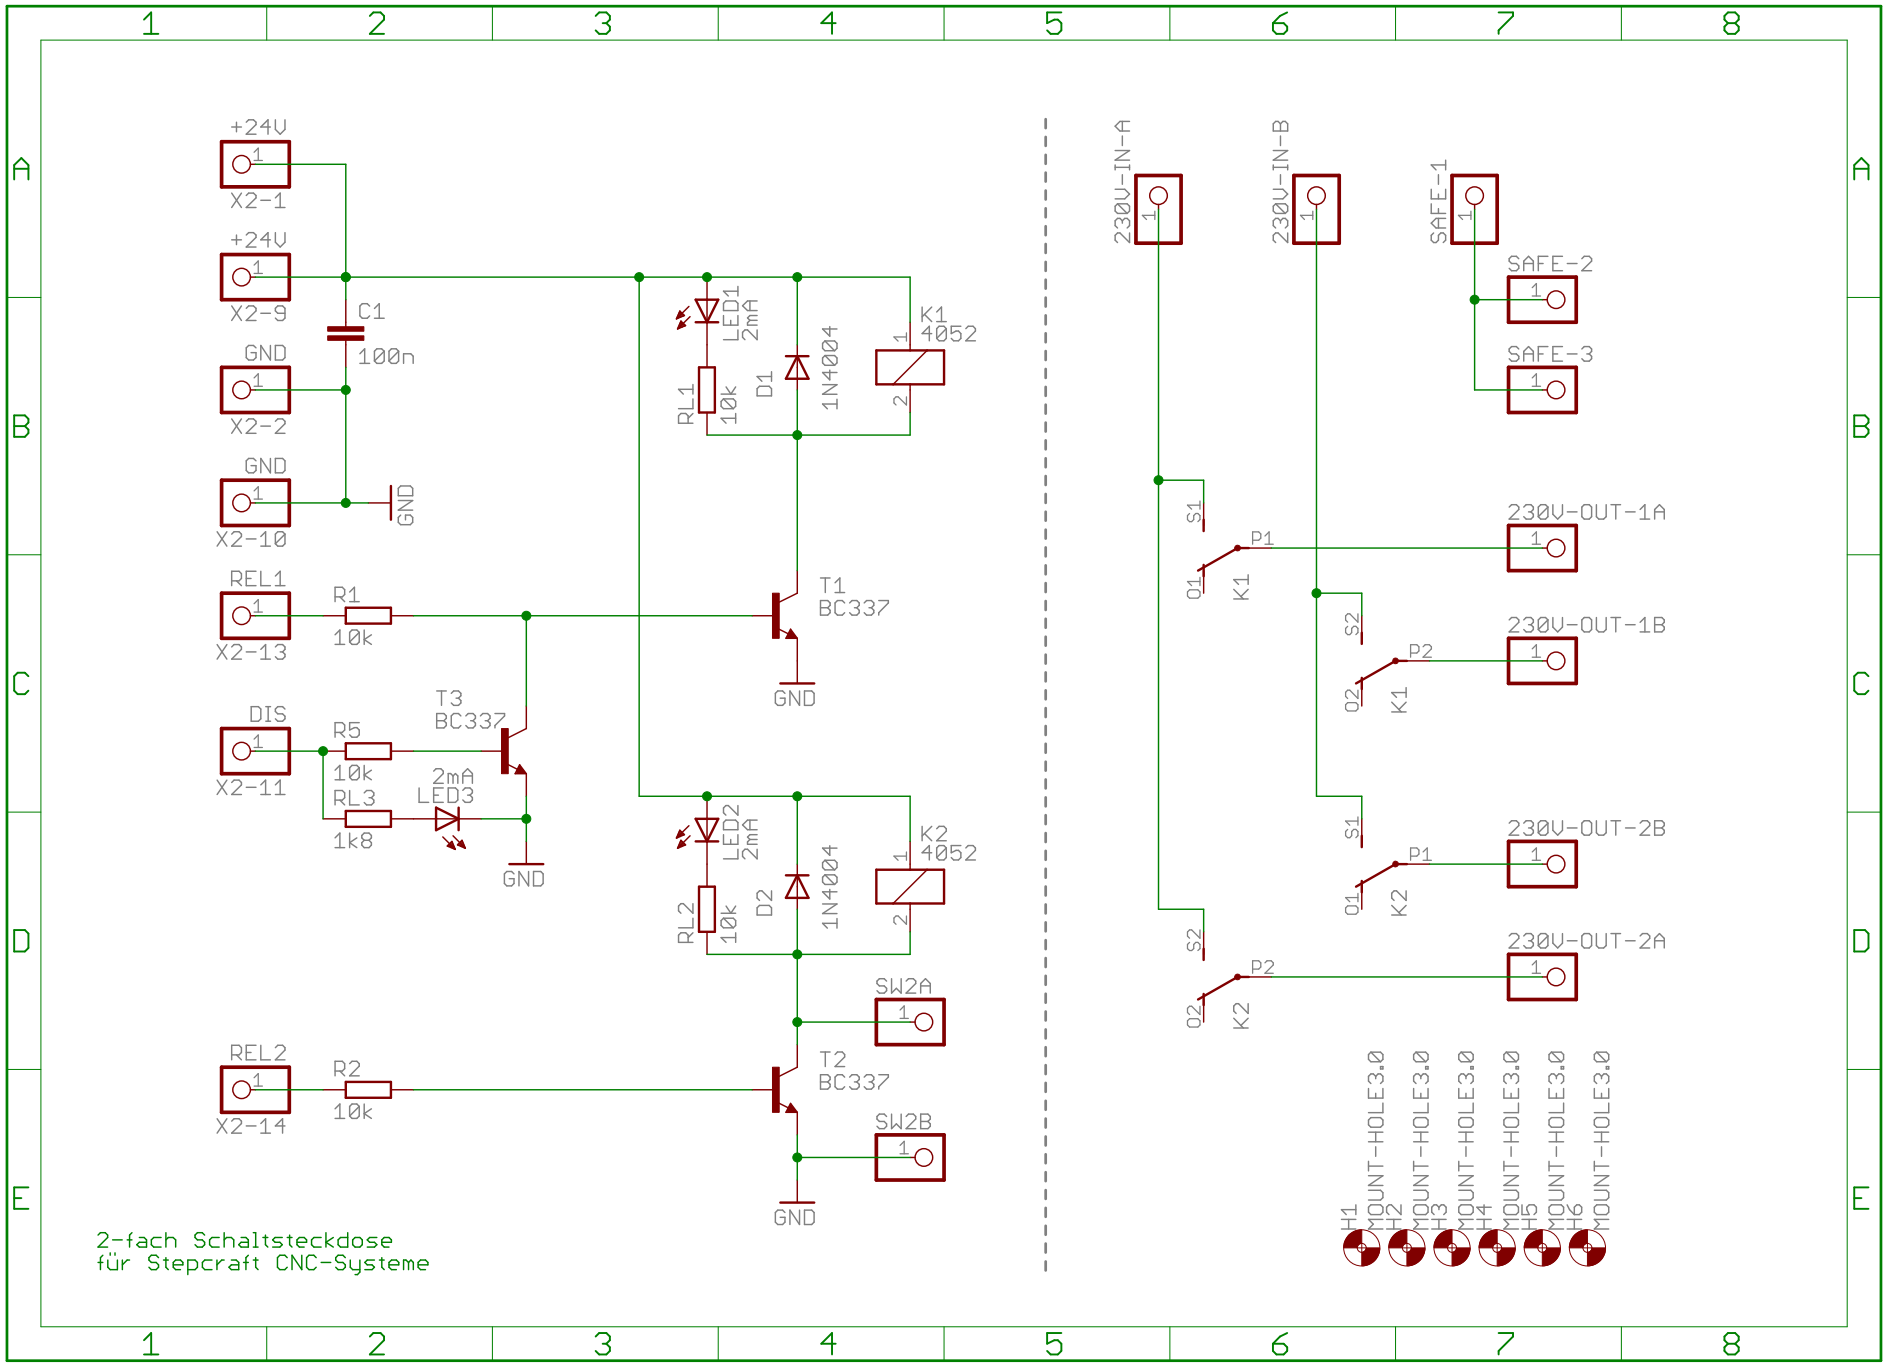 1 2 3 4 5 6 7 8
A
B
C
D
E
+24V
1
X2-1
+24V
1
X2-9
C1
100n
GND
1
X2-2
GND
1
X2-10
GND
REL1
1
X2-13
R1
10k
DIS
1
X2-11
R5
10k
RL3
1k8
T3
BC337
2mA
LED3
GND
REL2
1
X2-14
R2
10k
LED1
2mA
RL1
10k
D1
1N4004
K1
4052
1
2
T1
BC337
GND
LED2
2mA
RL2
10k
D2
1N4004
K2
4052
1
2
SW2A
1
T2
BC337
SW2B
1
GND
230V-IN-A
1
230V-IN-B
1
SAFE-1
1
SAFE-2
1
SAFE-3
1
S1
P1
O1
K1
230V-OUT-1A
1
S2
P2
O2
K1
230V-OUT-1B
1
S1
P1
O1
K2
230V-OUT-2B
1
S2
P2
O2
K2
230V-OUT-2A
1
H1
MOUNT-HOLE3.0
H2
MOUNT-HOLE3.0
H3
MOUNT-HOLE3.0
H4
MOUNT-HOLE3.0
H5
MOUNT-HOLE3.0
H6
MOUNT-HOLE3.0
2-fach Schaltsteckdose
für Stepcraft CNC-Systeme
A
B
C
D
E
1 2 3 4 5 6 7 8